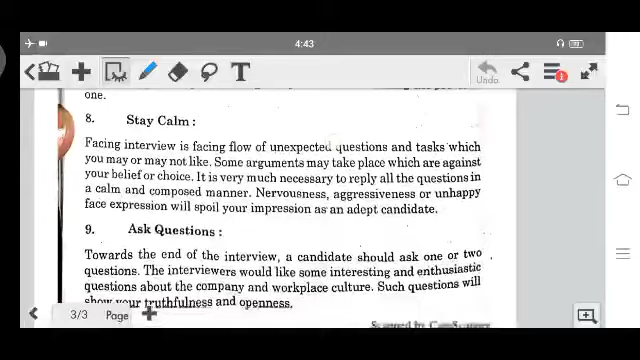 4:43
Undo
one.
8. Stay Calm :
Facing interview is facing flow of unexpected questions and tasks which
you may or may not like. Some arguments may take place which are against
your belief or choice. It is very much necessary to reply all the questions in
a calm and composed manner. Nervousness, aggressiveness or unhappy
face expression will spoil your impression as an adept candidate.
9. Ask Questions :
Towards the end of the interview, a candidate should ask one or two
questions. The interviewers would like some interesting and enthusiastic
questions about the company and workplace culture. Such questions will
show your truthfulness and openness.
3/3 Page
Scanned by CamScanner